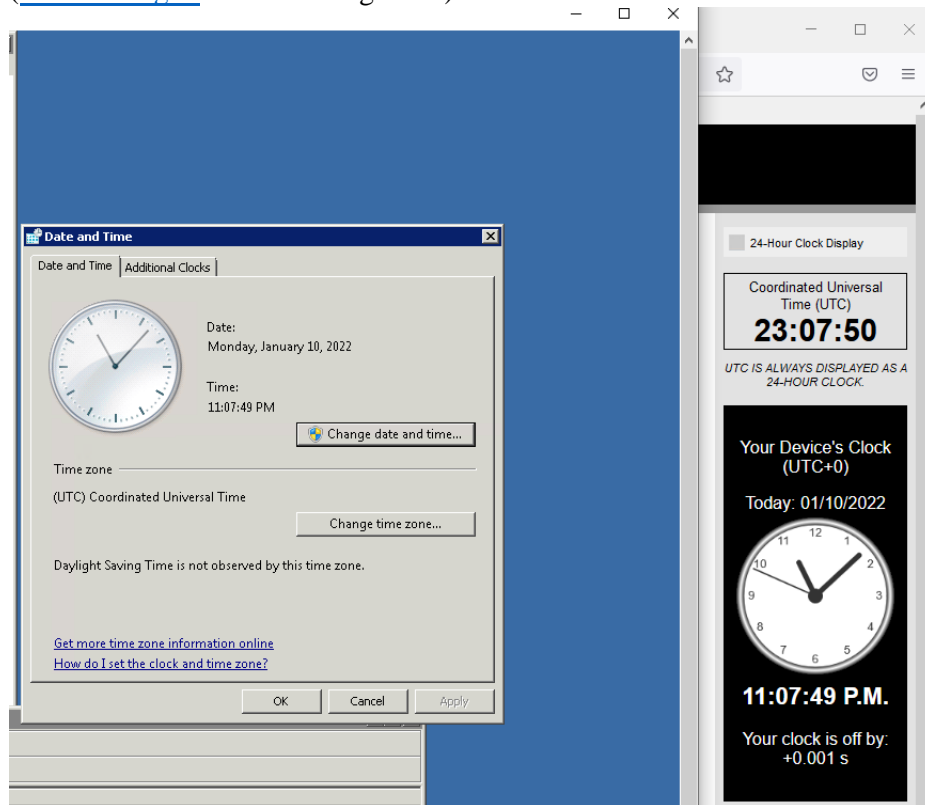 Date and Time
Date and Time
Additional Clocks
Date:
Monday, January 10, 2022
Time:
11:07:49 PM
Change date and time...
Time zone
(UTC) Coordinated Universal Time
Change time zone...
Daylight Saving Time is not observed by this time zone.
Get more time zone information online
How do I set the clock and time zone?
OK
Cancel
Apply
24-Hour Clock Display
Coordinated Universal
Time (UTC)
23:07:50
UTC IS ALWAYS DISPLAYED AS A
24-HOUR CLOCK.
Your Device's Clock
(UTC+0)
Today: 01/10/2022
12
1
2
3
4
5
6
7
8
9
10
11
11:07:49 P.M.
Your clock is off by:
+0.001 s